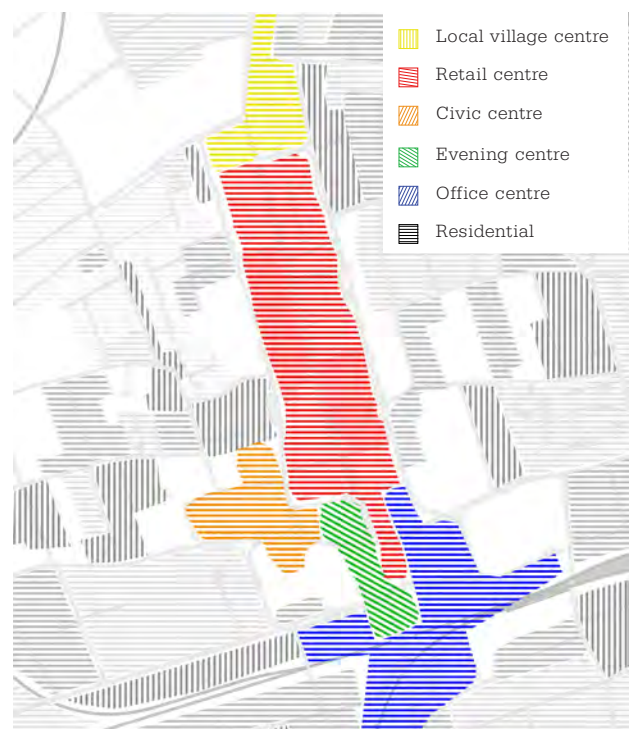 Local village centre
Retail centre
Civic centre
Evening centre
Office centre
Residential